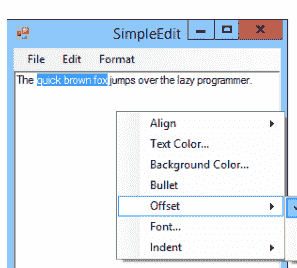 SimpleEdit
File Edit Format
The quick brown fox jumps over the lazy programmer.
Align
Text Color...
Background Color...
Bullet
Offset
Font...
Indent